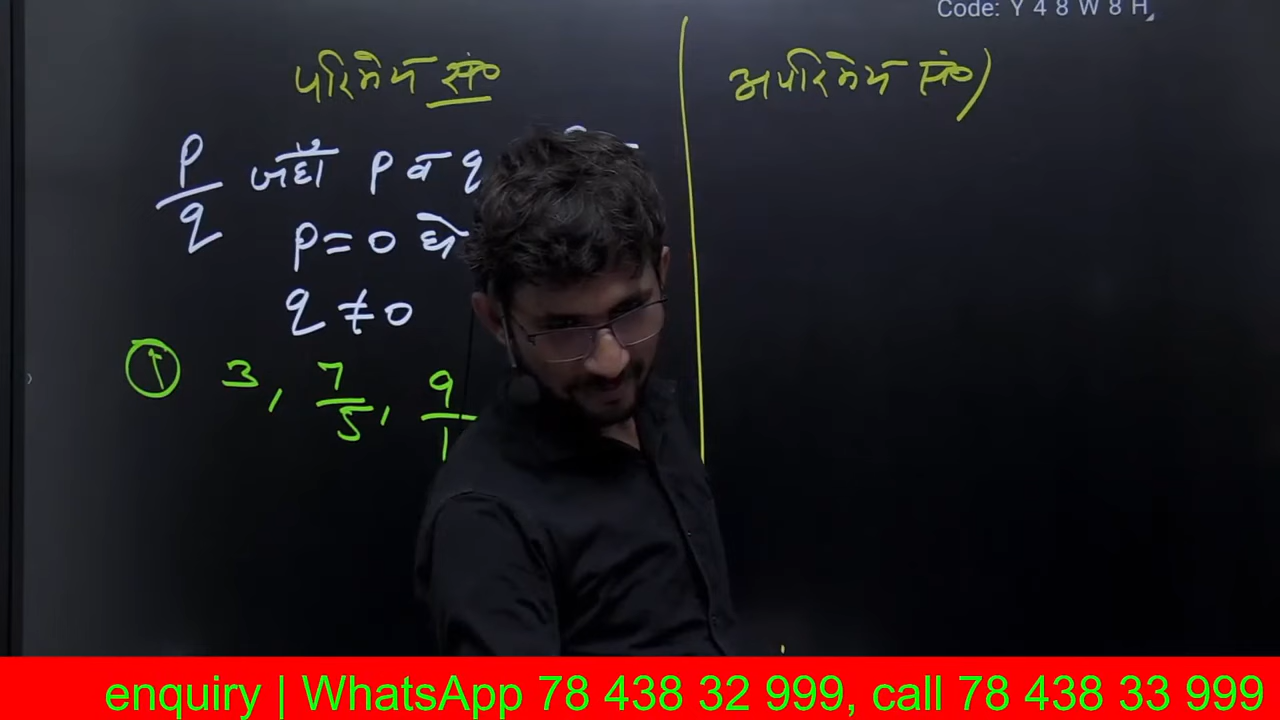 Code: Y 4 8 W 8 H
परिमेय सं०
अपरिमेय सं०)
p/q जहाँ p व q
p = 0 हो
q ≠ 0
① 3, 7/5, 9/1
enquiry | WhatsApp 78 438 32 999, call 78 438 33 999